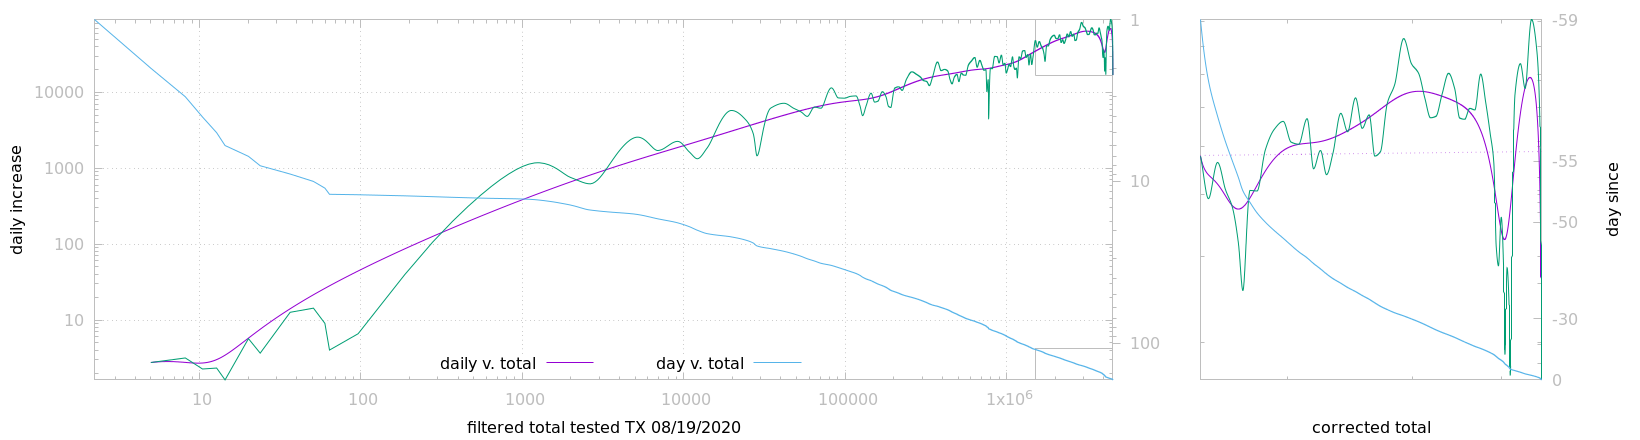 daily increase
10000
1000
100
10
daily v. total
day v. total
10
100
1000
10000
100000
1x10^6
filtered total tested TX 08/19/2020
1
10
100
-59
-55
-50
-30
0
day since
corrected total